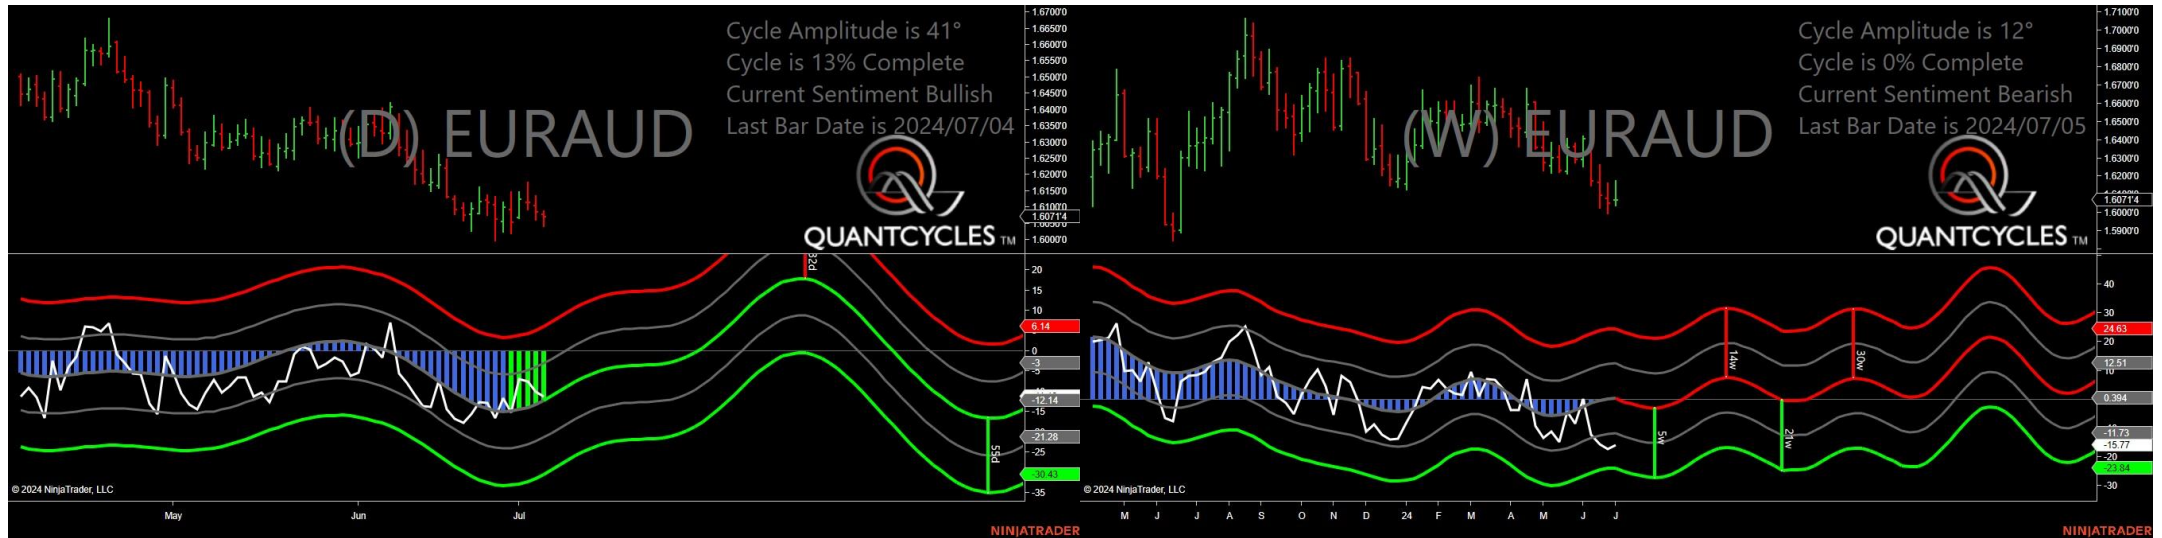 Cycle Amplitude is 41°
Cycle is 13% Complete
Current Sentiment Bullish
Last Bar Date is 2024/07/04
(D) EURAUD
QUANTCYCLES TM
1.6700'0
1.6650'0
1.6600'0
1.6550'0
1.6500'0
1.6450'0
1.6400'0
1.6350'0
1.6300'0
1.6250'0
1.6200'0
1.6150'0
1.6100'0
1.6071'4
1.6000'0
32d
55d
20
15
10
6.14
0
-3
-5
-12.14
-15
-21.28
-25
-30.43
-35
© 2024 NinjaTrader, LLC
May
Jun
Jul
NINJATRADER
Cycle Amplitude is 12°
Cycle is 0% Complete
Current Sentiment Bearish
Last Bar Date is 2024/07/05
(W) EURAUD
QUANTCYCLES TM
1.7100'0
1.7000'0
1.6900'0
1.6800'0
1.6700'0
1.6600'0
1.6500'0
1.6400'0
1.6300'0
1.6200'0
1.6071'4
1.6000'0
1.5900'0
5w
14w
21w
30w
40
30
24.63
20
12.51
10
0.394
-11.73
-15.77
-20
-23.84
-30
© 2024 NinjaTrader, LLC
M
J
J
A
S
O
N
D
24
F
M
A
M
J
J
NINJATRADER